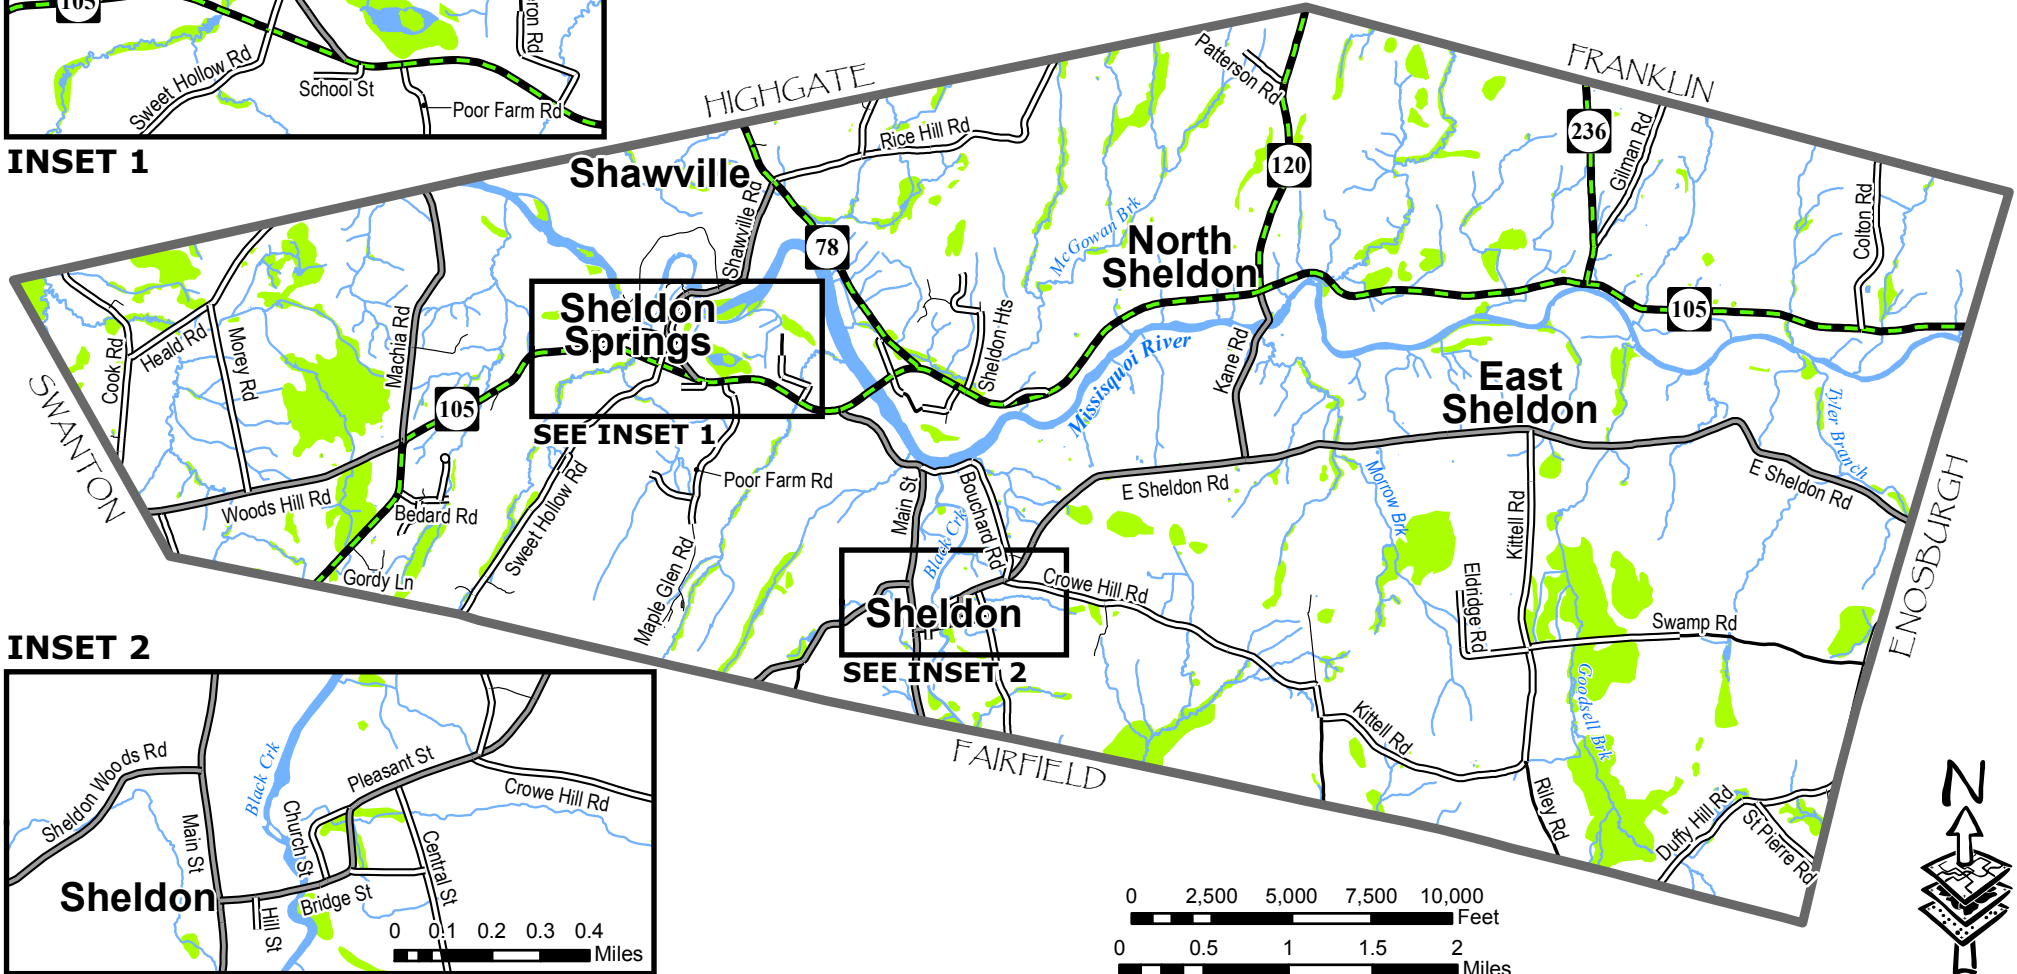 105
Sweet Hollow Rd
School St
Poor Farm Rd
ron Rd
INSET 1
HIGHGATE
FRANKLIN
SWANTON
ENOSBURGH
FAIRFIELD
Patterson Rd
Rice Hill Rd
Shawville
Shawville Rd
78
120
236
Gilman Rd
Colton Rd
McGowan Brk
North
Sheldon
Sheldon
Springs
Sheldon Hts
Machia Rd
Cook Rd
Heald Rd
Morey Rd
105
105
Missisquoi River
Kane Rd
East
Sheldon
Tyler Branch
SEE INSET 1
Poor Farm Rd
Woods Hill Rd
Bedard Rd
Gordy Ln
Sweet Hollow Rd
Maple Glen Rd
Main St
Black Crk
Bouchard Rd
E Sheldon Rd
Morrow Brk
Kittell Rd
E Sheldon Rd
Crowe Hill Rd
Eldridge Rd
Swamp Rd
Sheldon
SEE INSET 2
Goodsell Brk
Kittell Rd
Riley Rd
Duffy Hill Rd
St Pierre Rd
INSET 2
Sheldon Woods Rd
Black Crk
Pleasant St
Crowe Hill Rd
Main St
Church St
Central St
Sheldon
Bridge St
Hill St
0 0.1 0.2 0.3 0.4
Miles
0 2,500 5,000 7,500 10,000
Feet
0 0.5 1 1.5 2
Miles
N